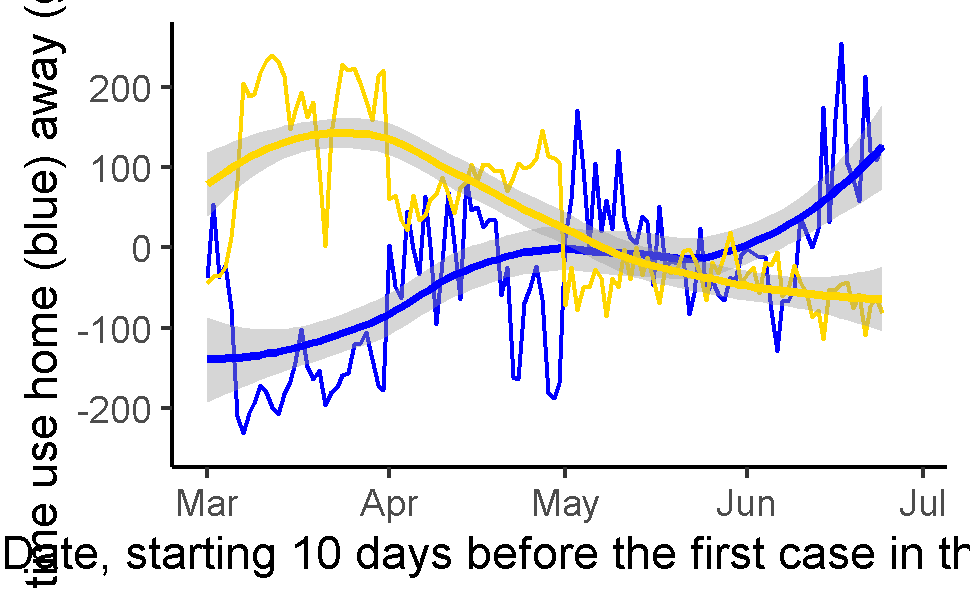 time use home (blue) away (
200
100
0
-100
-200
Mar Apr May Jun Jul
Date, starting 10 days before the first case in